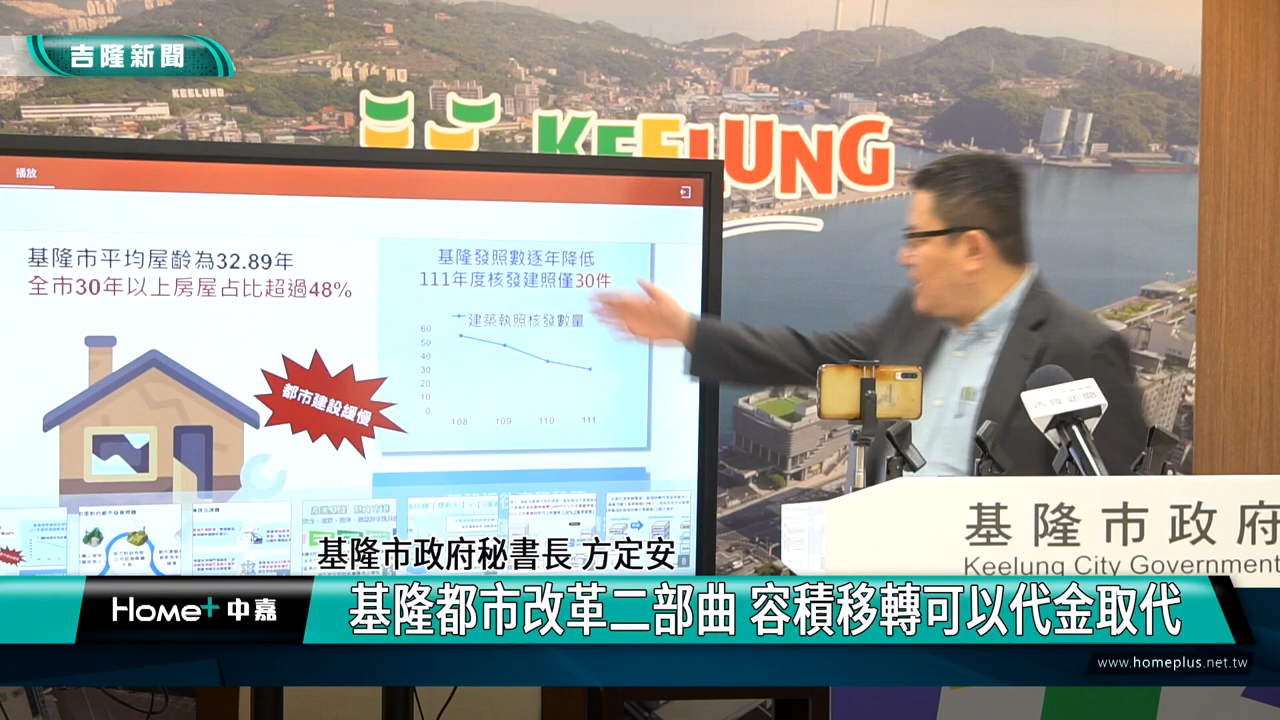 吉隆新聞
KEELUNG
KEELUNG
播放
基隆市平均屋齡為32.89年
全市30年以上房屋占比超過48%
基隆發照數逐年降低
111年度核發建照僅30件
建築執照核發數量
60
50
40
30
20
10
0
108
109
110
111
都市建設緩慢
吉隆新聞
基隆市政府
Keelung City Government
基隆市政府秘書長 方定安
Home+中嘉
基隆都市改革二部曲 容積移轉可以代金取代
www.homeplus.net.tw